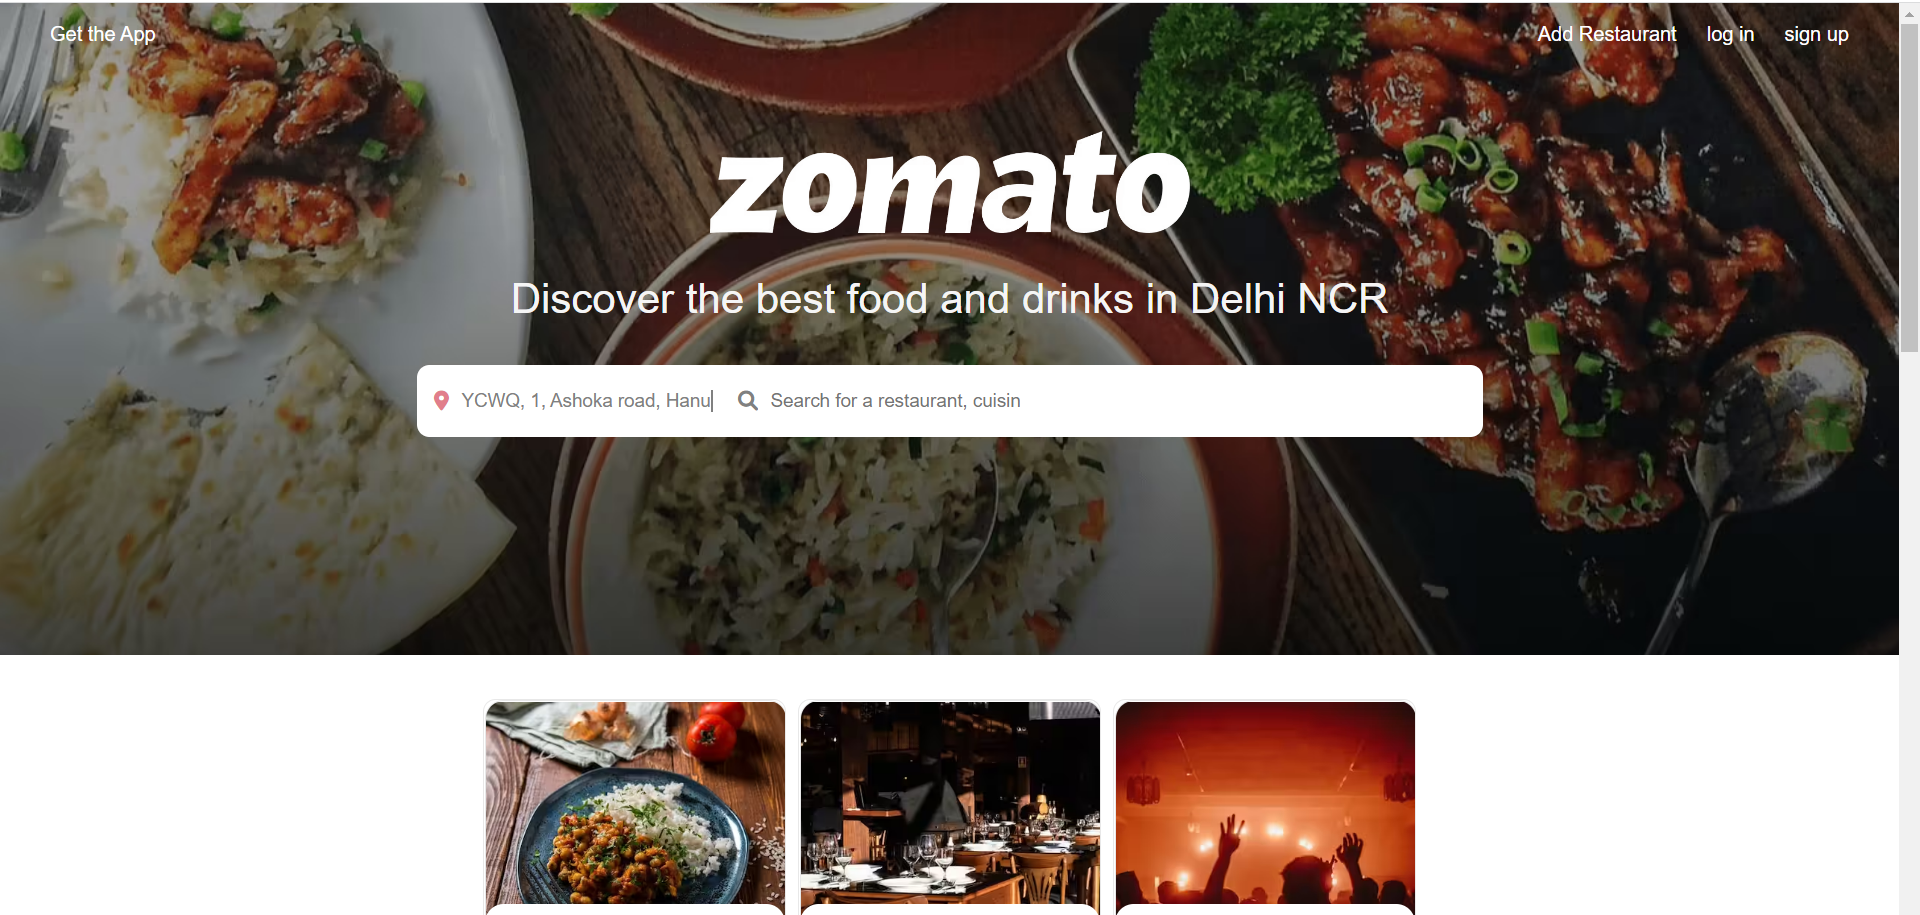 Get the App
Add Restaurant
log in
sign up
zomato
Discover the best food and drinks in Delhi NCR
YCWQ, 1, Ashoka road, Hanu
Search for a restaurant, cuisin